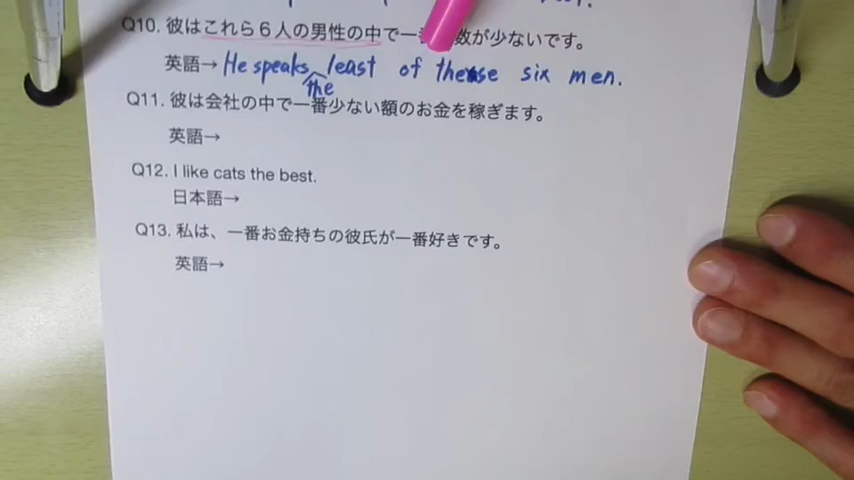 Q10. 彼はこれら6人の男性の中で一番 数が少ないです。
英語→ He speaks the least of these six men.
Q11. 彼は会社の中で一番少ない額のお金を稼ぎます。
英語→
Q12. I like cats the best.
日本語→
Q13. 私は、一番お金持ちの彼氏が一番好きです。
英語→